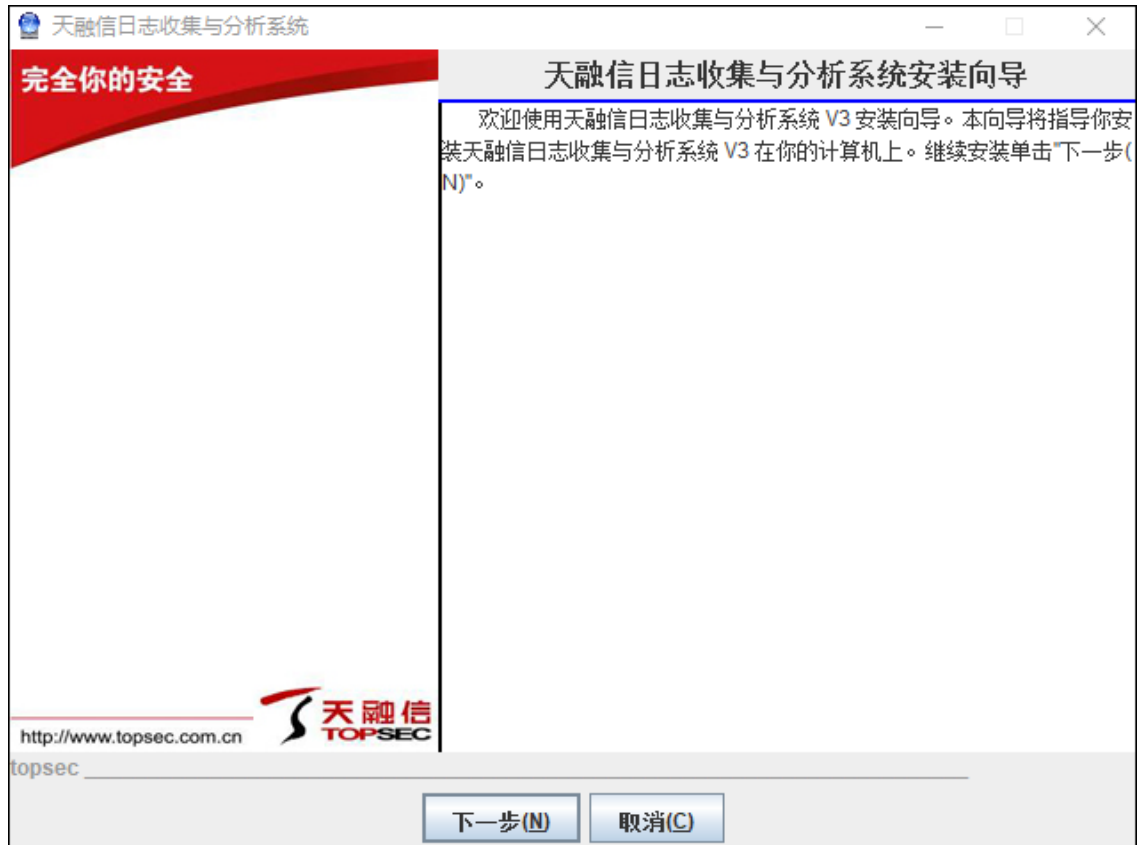 天融信日志收集与分析系统
完全你的安全
天融信日志收集与分析系统安装向导
欢迎使用天融信日志收集与分析系统 V3 安装向导。本向导将指导你安
装天融信日志收集与分析系统 V3 在你的计算机上。继续安装单击"下一步(
N)"。
天融信
TOPSEC
http://www.topsec.com.cn
topsec
下一步(N)
取消(C)